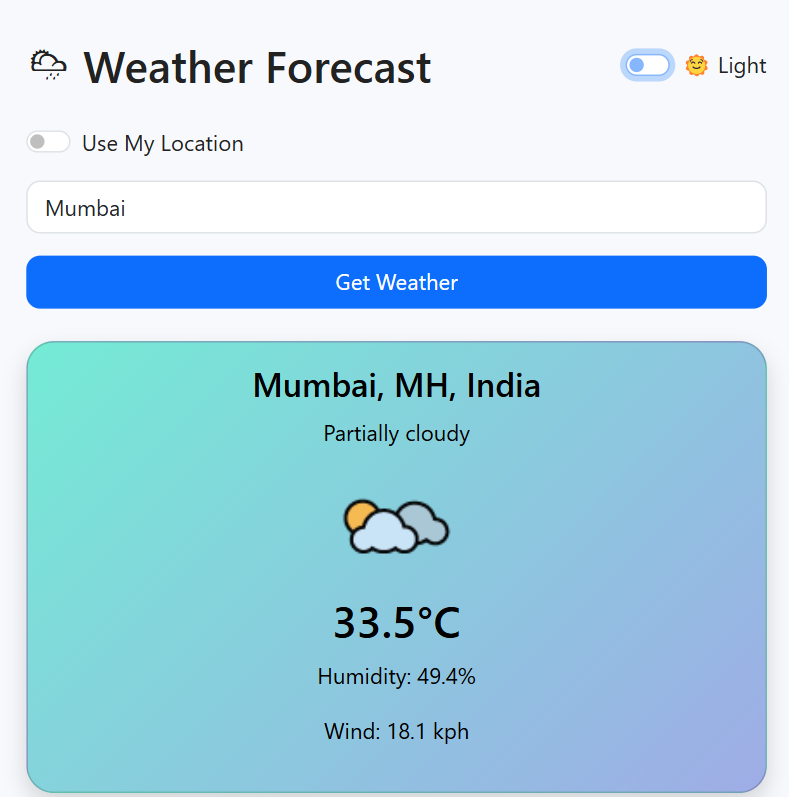 Weather Forecast
Light
Use My Location
Mumbai
Get Weather
Mumbai, MH, India
Partially cloudy
33.5°C
Humidity: 49.4%
Wind: 18.1 kph